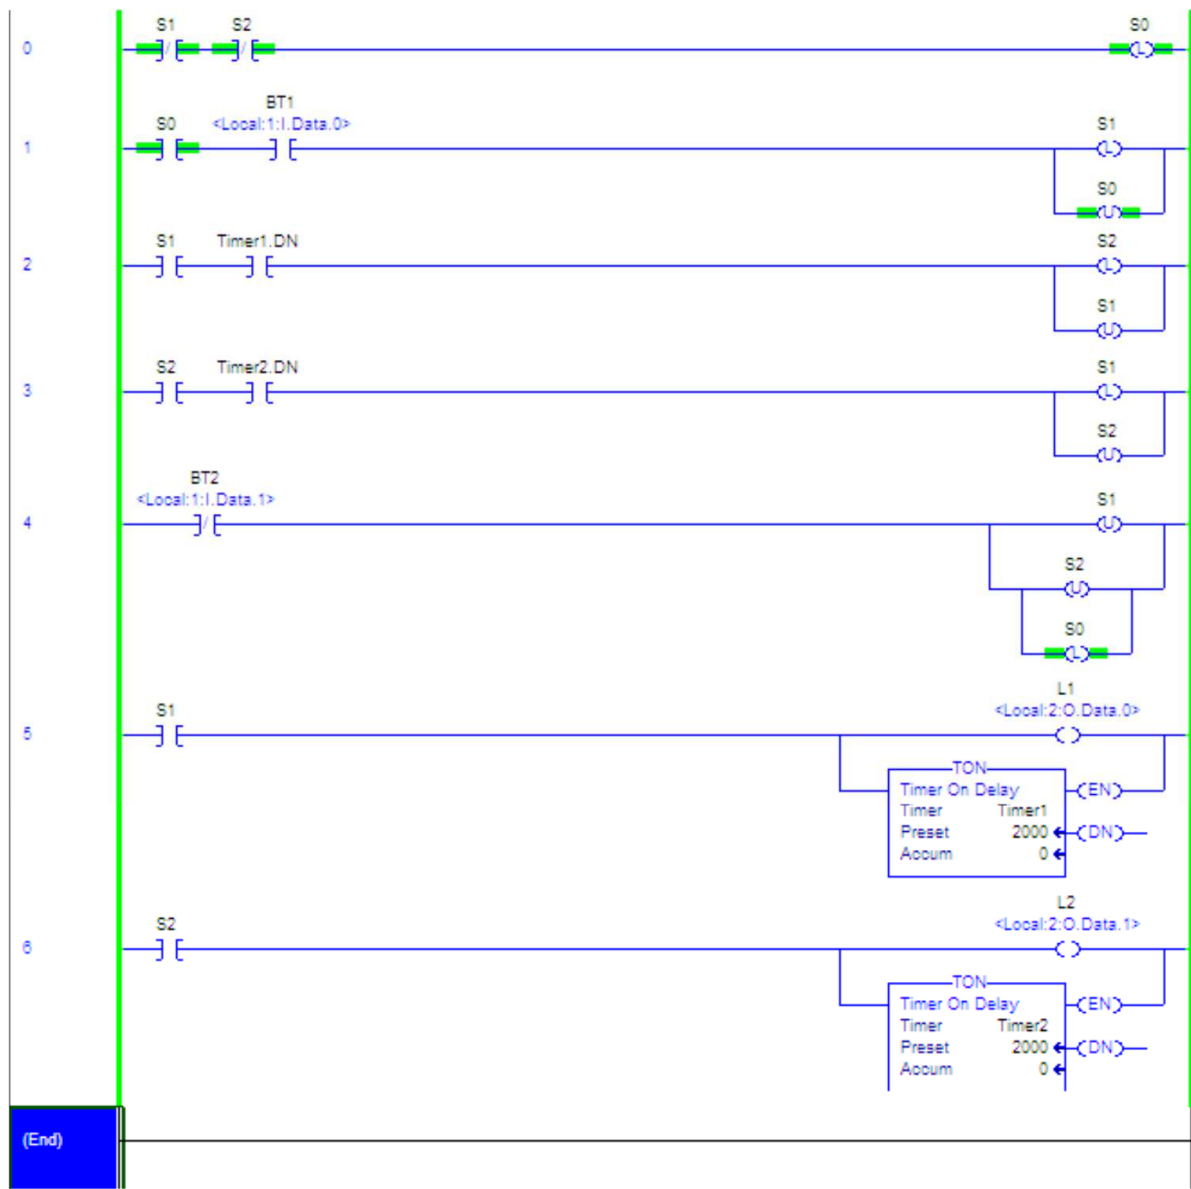 S1 S2 S0
0 / / L
BT1
S0 <Local:1:I.Data.0> S1
1 L
S0
U
S1 Timer1.DN S2
2 L
S1
U
S2 Timer2.DN S1
3 L
S2
U
BT2
<Local:1:I.Data.1> S1
4 / U
S2
U
S0
L
L1
S1 <Local:2:O.Data.0>
5
TON
Timer On Delay EN
Timer Timer1
Preset 2000 DN
Accum 0
L2
S2 <Local:2:O.Data.1>
6
TON
Timer On Delay EN
Timer Timer2
Preset 2000 DN
Accum 0
(End)